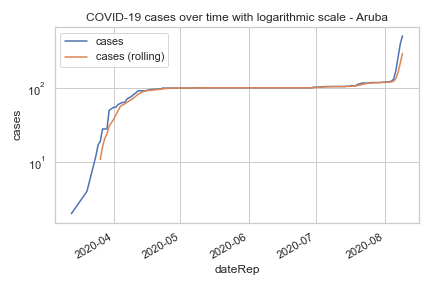 COVID-19 cases over time with logarithmic scale - Aruba
cases
cases (rolling)
10²
10¹
cases
2020-04
2020-05
2020-06
2020-07
2020-08
dateRep